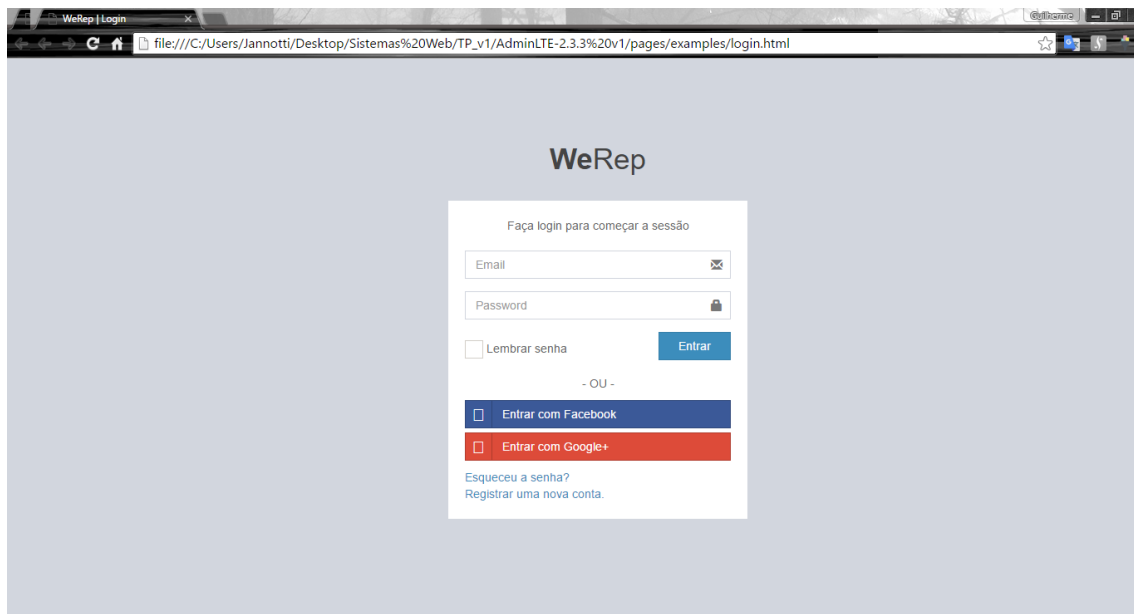 WeRep | Login
Guilherme
file:///C:/Users/Jannotti/Desktop/Sistemas%20Web/TP_v1/AdminLTE-2.3.3%20v1/pages/examples/login.html
WeRep
Faça login para começar a sessão
Email
Password
Lembrar senha
Entrar
- OU -
Entrar com Facebook
Entrar com Google+
Esqueceu a senha?
Registrar uma nova conta.